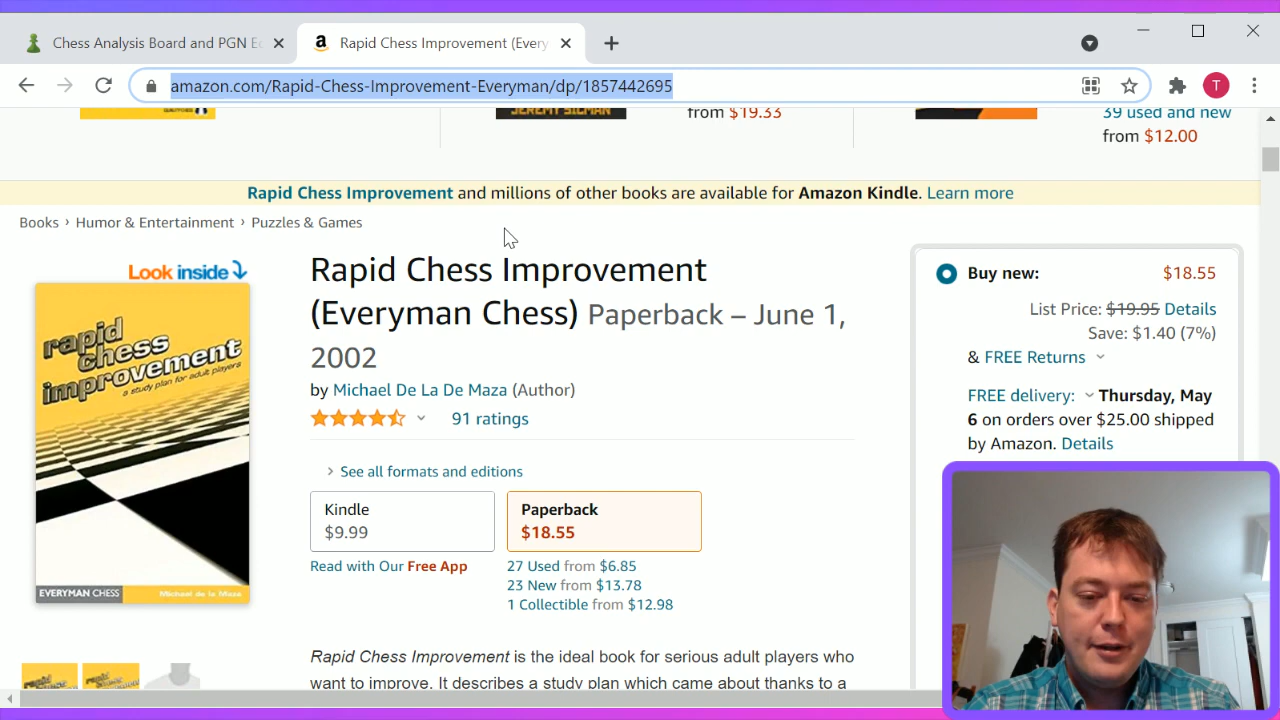 Chess Analysis Board and PGN E
Rapid Chess Improvement (Every
amazon.com/Rapid-Chess-Improvement-Everyman/dp/1857442695
T
JEREMY SILMAN
from $19.33
39 used and new
from $12.00
Rapid Chess Improvement and millions of other books are available for Amazon Kindle. Learn more
Books › Humor & Entertainment › Puzzles & Games
Look inside
rapid
chess
improvement
a study plan for adult players
EVERYMAN CHESS Michael de la Maza
Rapid Chess Improvement
(Everyman Chess) Paperback – June 1,
2002
by Michael De La De Maza (Author)
91 ratings
See all formats and editions
Kindle
$9.99
Paperback
$18.55
Read with Our Free App
27 Used from $6.85
23 New from $13.78
1 Collectible from $12.98
Rapid Chess Improvement is the ideal book for serious adult players who
want to improve. It describes a study plan which came about thanks to a
Buy new: $18.55
List Price: $19.95 Details
Save: $1.40 (7%)
& FREE Returns
FREE delivery: Thursday, May
6 on orders over $25.00 shipped
by Amazon. Details